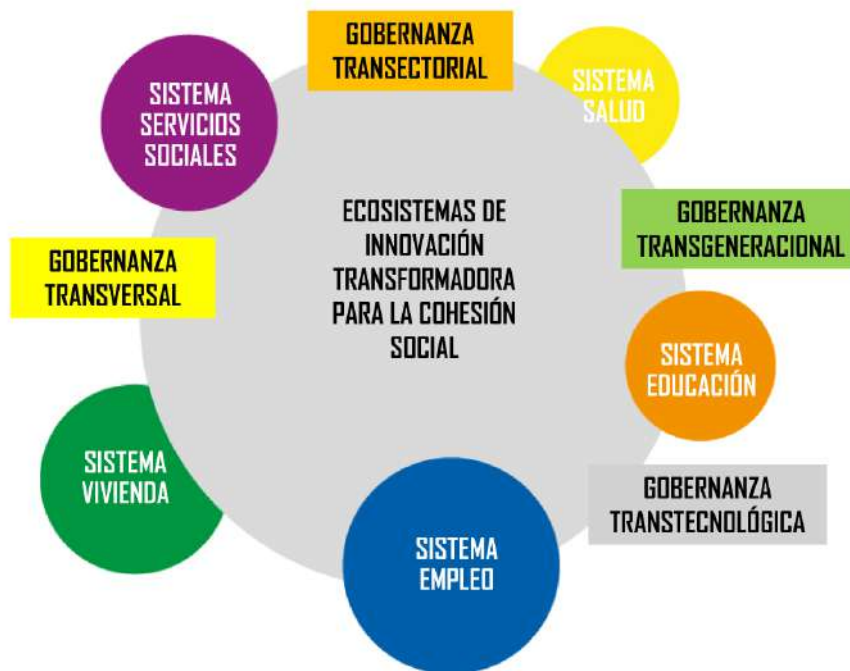 GOBERNANZA
TRANSECTORIAL
SISTEMA
SERVICIOS
SOCIALES
SISTEMA
SALUD
ECOSISTEMAS DE
INNOVACIÓN
TRANSFORMADORA
PARA LA COHESIÓN
SOCIAL
GOBERNANZA
TRANSGENERACIONAL
GOBERNANZA
TRANSVERSAL
SISTEMA
EDUCACIÓN
SISTEMA
VIVIENDA
GOBERNANZA
TRANSTECNOLÓGICA
SISTEMA
EMPLEO